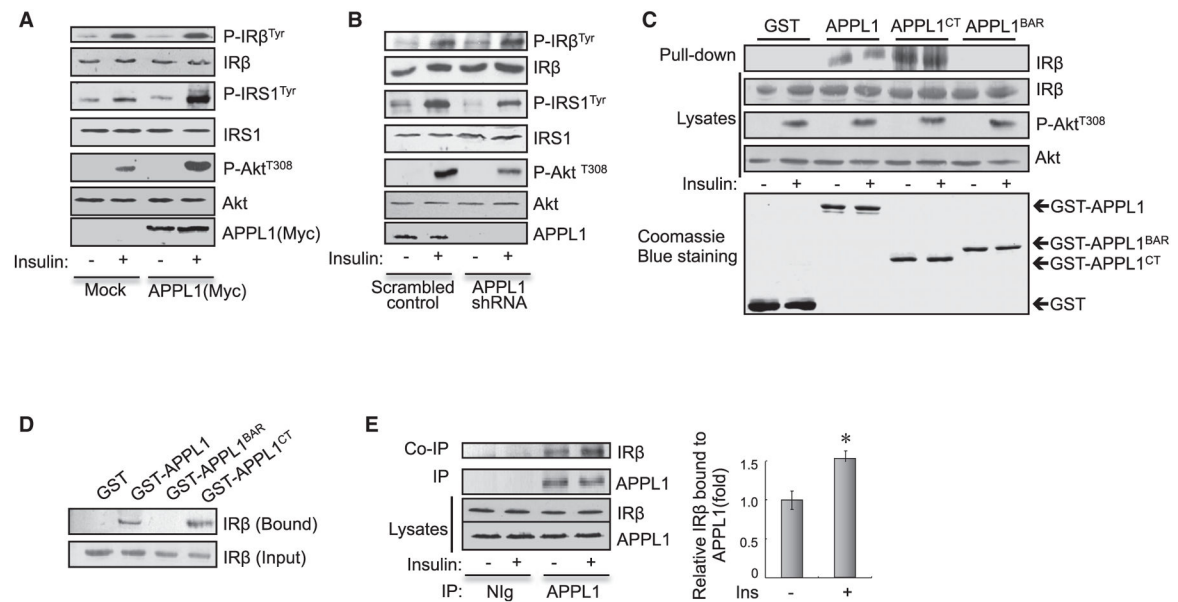 A
P-IRβTyr
IRβ
P-IRS1Tyr
IRS1
P-AktT308
Akt
APPL1(Myc)
Insulin: - + - +
Mock APPL1(Myc)
B
P-IRβTyr
IRβ
P-IRS1Tyr
IRS1
P-Akt T308
Akt
APPL1
Insulin: - + - +
Scrambled control APPL1 shRNA
C
GST APPL1 APPL1CT APPL1BAR
Pull-down IRβ
Lysates
IRβ
P-AktT308
Akt
Insulin: - + - + - + - +
Coomassie
Blue staining
←GST-APPL1
←GST-APPL1BAR
←GST-APPL1CT
←GST
D
GST GST-APPL1 GST-APPL1BAR GST-APPL1CT
IRβ (Bound)
IRβ (Input)
E
Co-IP IRβ
IP APPL1
Lysates
IRβ
APPL1
Insulin: - + - +
IP: NIg APPL1
Relative IRβ bound to
APPL1(fold)
1.5
1.0
0.5
0
*
Ins - +